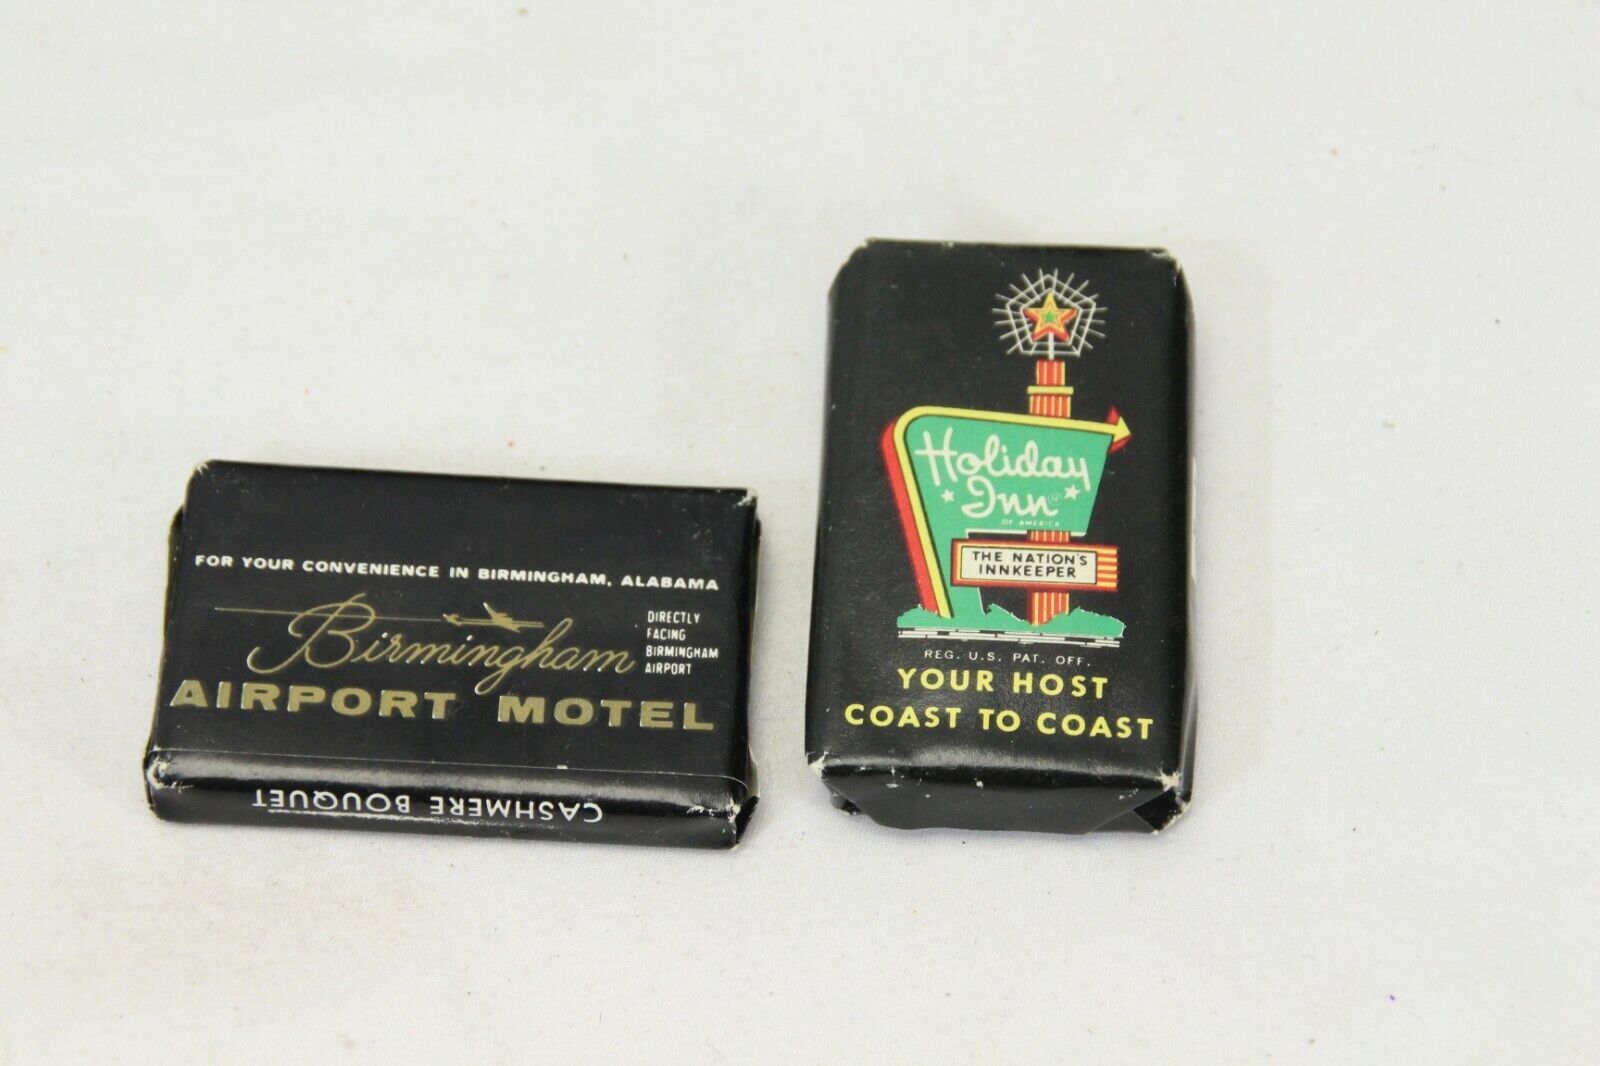 FOR YOUR CONVENIENCE IN BIRMINGHAM, ALABAMA
Birmingham
DIRECTLY
FACING
BIRMINGHAM
AIRPORT
AIRPORT MOTEL
CASHMERE BOUQUET
Holiday
Inn
OF AMERICA
THE NATION'S
INNKEEPER
REG. U.S. PAT. OFF.
YOUR HOST
COAST TO COAST